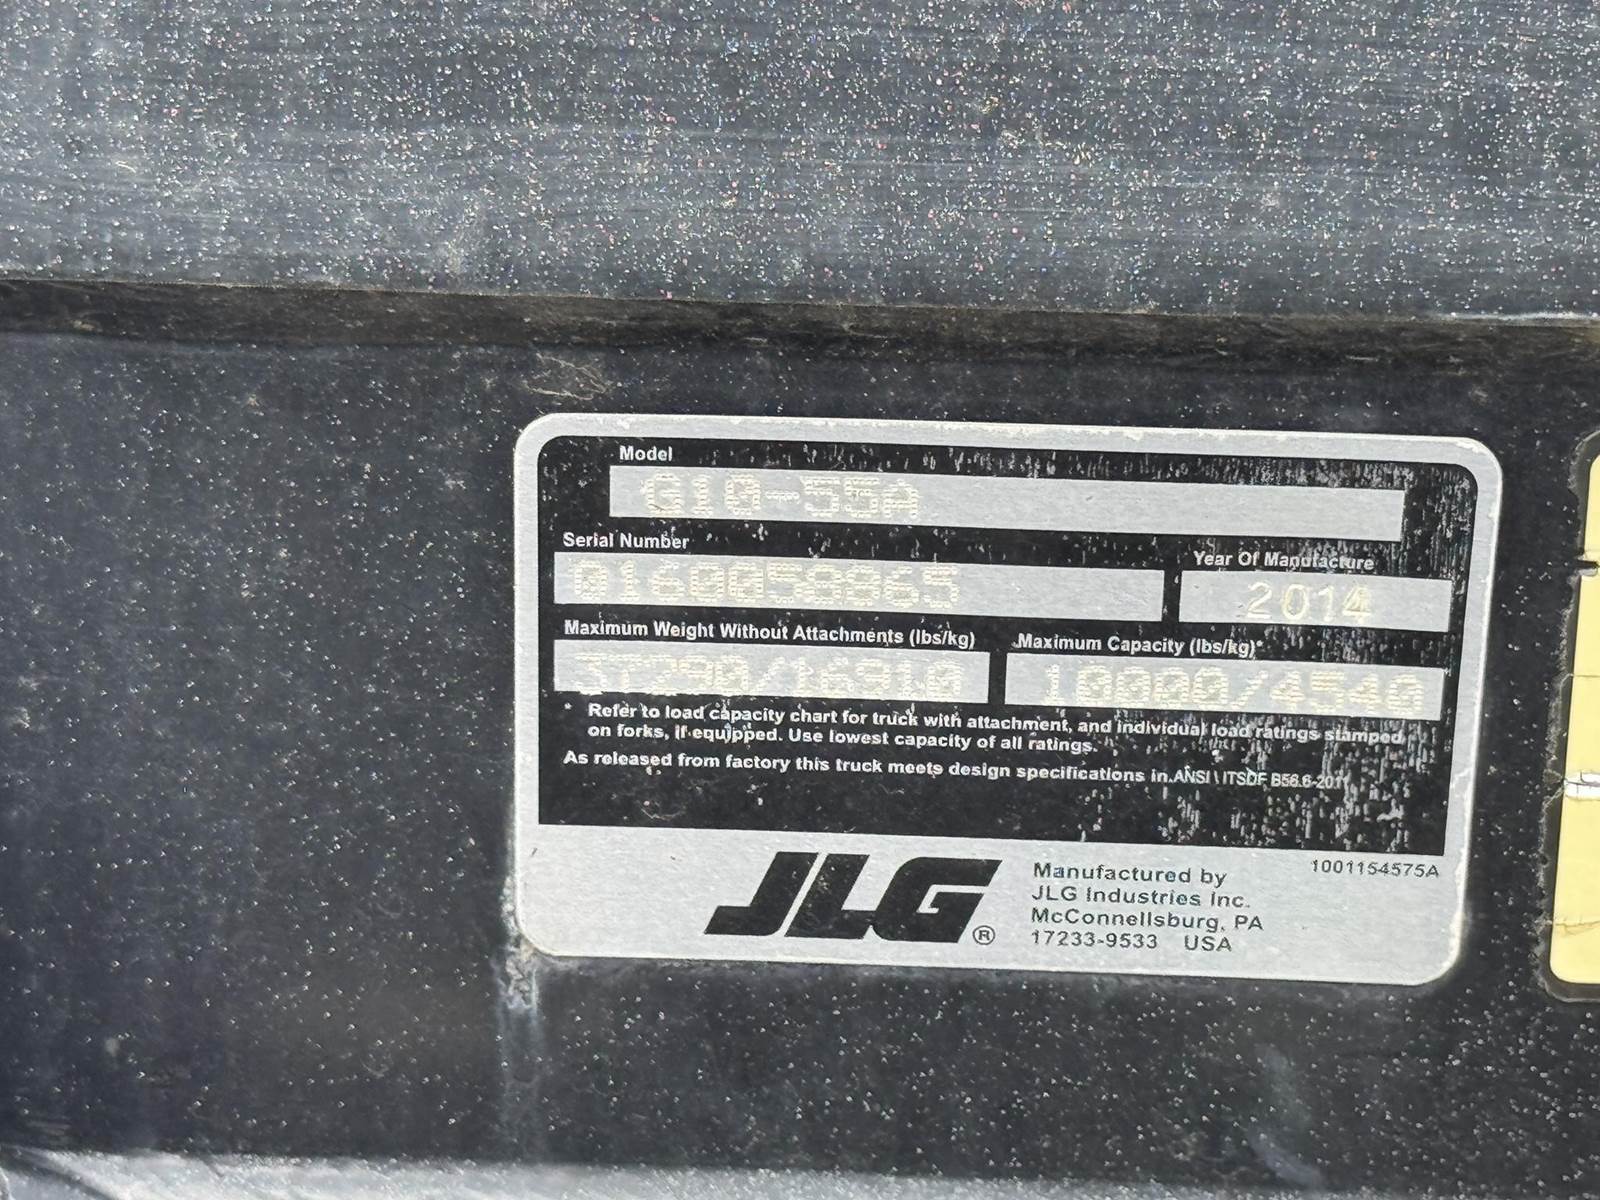 Model
G10-55A
Serial Number
Year Of Manufacture
0160058865
2014
Maximum Weight Without Attachments (lbs/kg)
Maximum Capacity (lbs/kg)*
37290/16910
10000/4540
* Refer to load capacity chart for truck with attachment, and individual load ratings stamped
on forks, if equipped. Use lowest capacity of all ratings.
As released from factory this truck meets design specifications in ANSI \ ITSDF B56.6-2011
JLG®
Manufactured by
JLG Industries Inc.
McConnellsburg, PA
17233-9533 USA
1001154575A